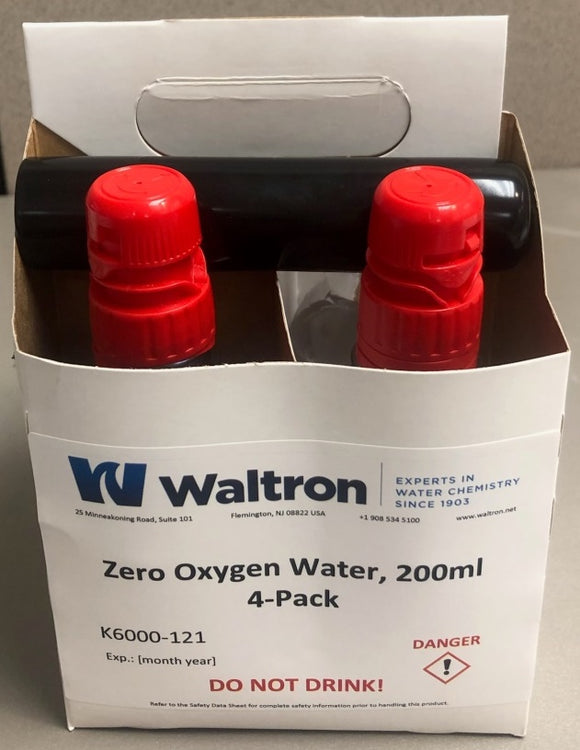 Waltron
EXPERTS IN
WATER CHEMISTRY
SINCE 1903
25 Minneakoning Road, Suite 101 Flemington, NJ 08822 USA +1 908 534 5100 www.waltron.net
Zero Oxygen Water, 200ml
4-Pack
K6000-121
Exp.: [month year]
DANGER
!
DO NOT DRINK!
Refer to the Safety Data Sheet for complete safety information prior to handling this product.